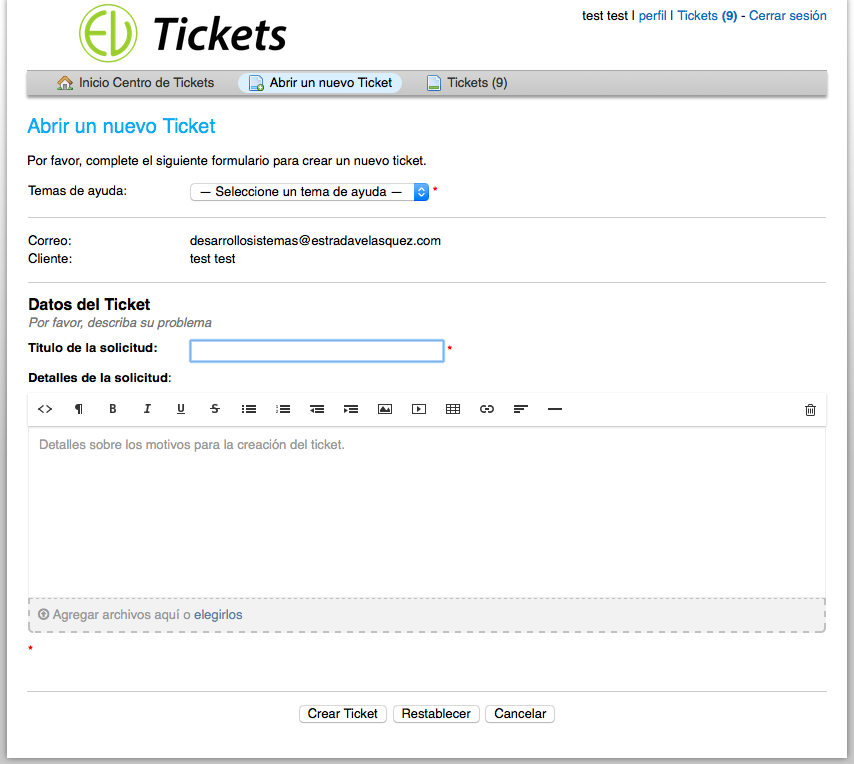 EV Tickets
test test | perfil | Tickets (9) - Cerrar sesión
Inicio Centro de Tickets Abrir un nuevo Ticket Tickets (9)
Abrir un nuevo Ticket
Por favor, complete el siguiente formulario para crear un nuevo ticket.
Temas de ayuda: — Seleccione un tema de ayuda — *
Correo: desarrollosistemas@estradavelasquez.com
Cliente: test test
Datos del Ticket
Por favor, describa su problema
Titulo de la solicitud: *
Detalles de la solicitud:
<> ¶ B I U S
Detalles sobre los motivos para la creación del ticket.
Agregar archivos aquí o elegirlos
*
Crear Ticket Restablecer Cancelar